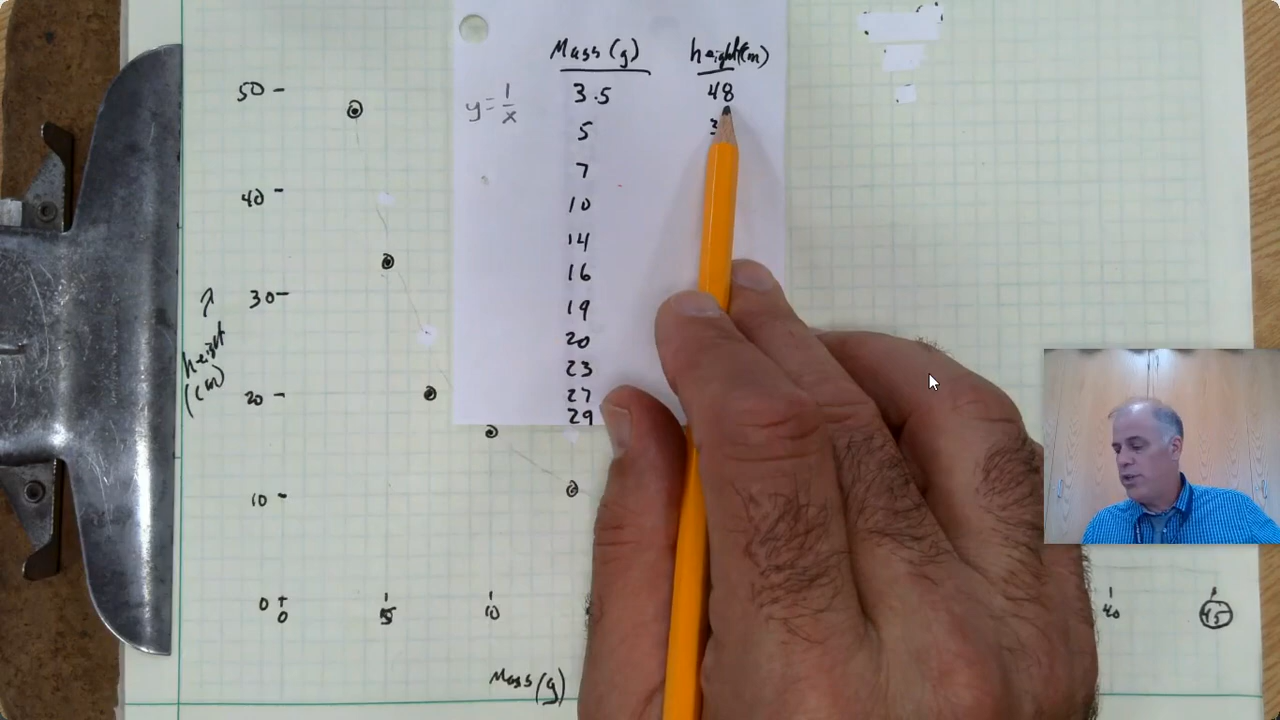 Mass (g) height(m)
y = 1/x
3.5 48
5 3
7
10
14
16
19
20
23
27
29
50
40
30
20
10
0
height
(cm)
0 5 10 40 45
Mass (g)